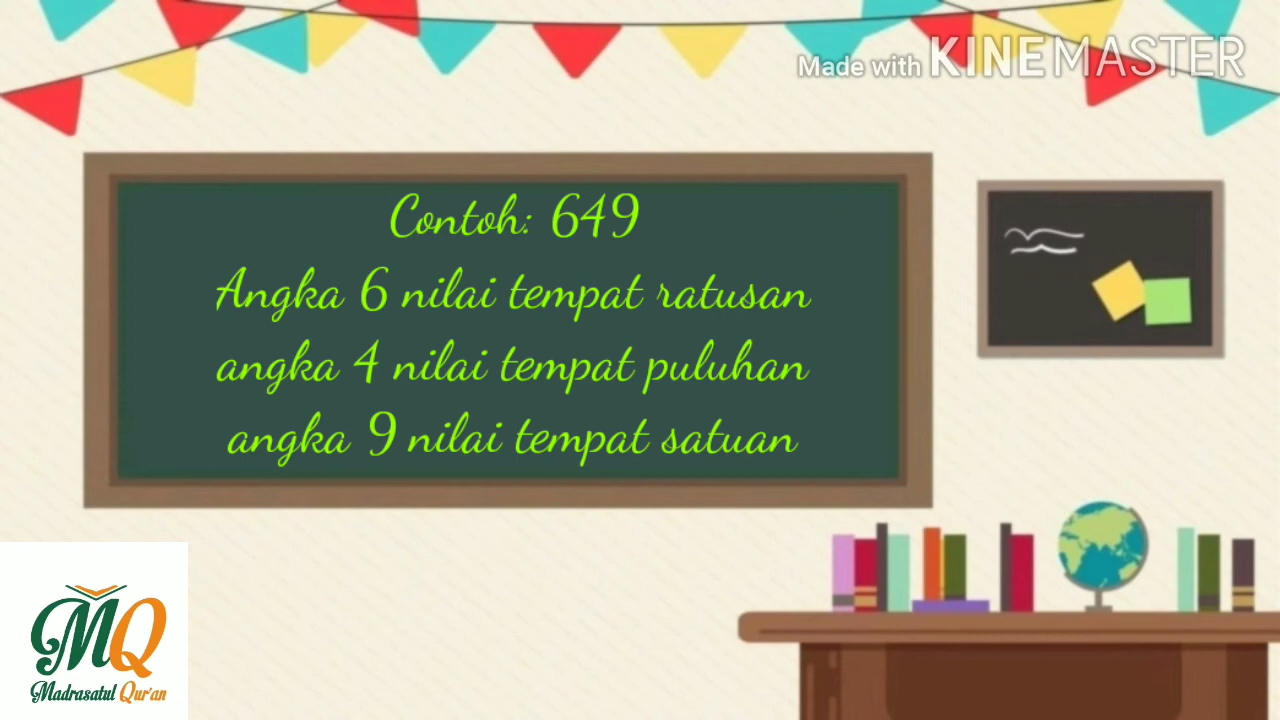 Made with KINEMASTER
Contoh: 649
Angka 6 nilai tempat ratusan
angka 4 nilai tempat puluhan
angka 9 nilai tempat satuan
MQ
Madrasatul Qur'an